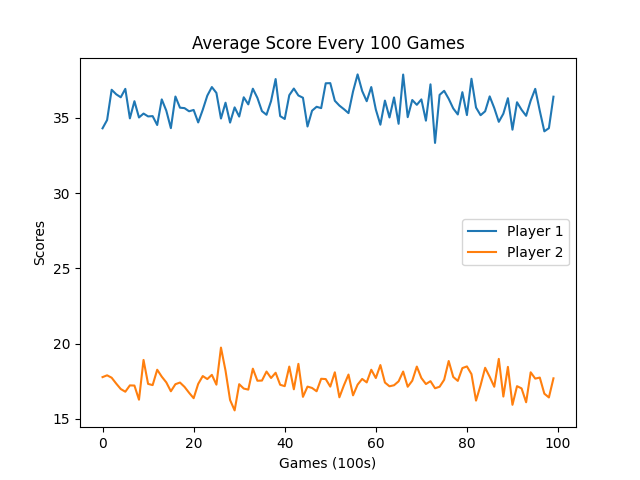 Average Score Every 100 Games
Scores
35
30
25
20
15
Player 1
Player 2
0 20 40 60 80 100
Games (100s)